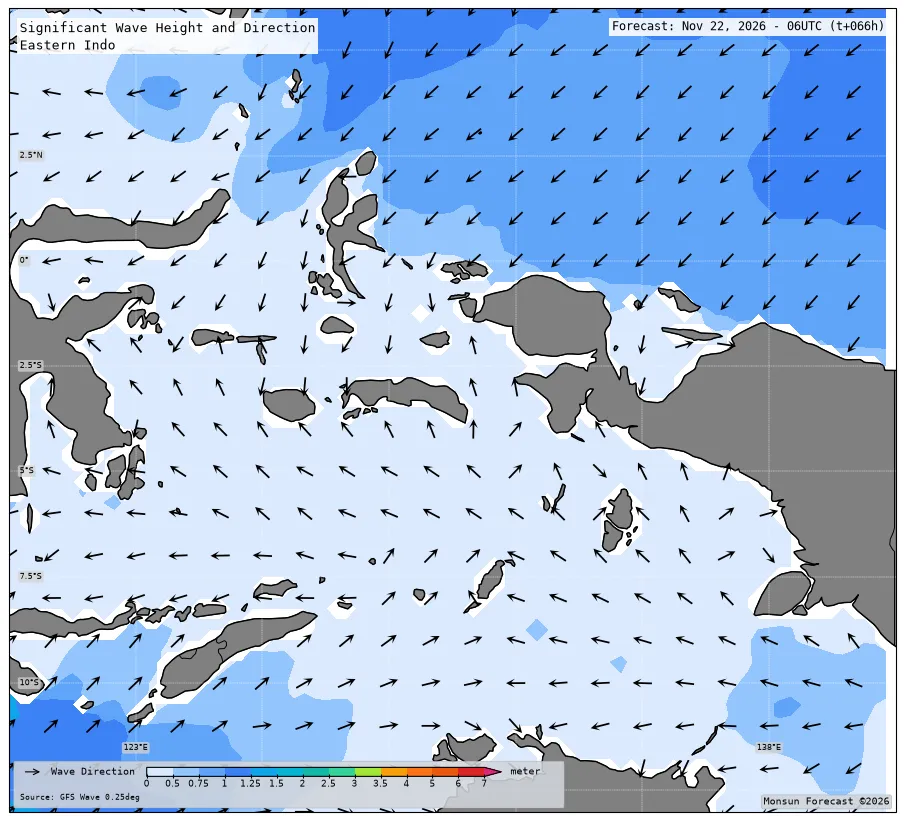 Significant Wave Height and Direction
Eastern Indo
Forecast: Nov 22, 2026 - 06UTC (t+066h)
2.5°N
0°
2.5°S
5°S
7.5°S
10°S
123°E
138°E
Wave Direction
meter
0 0.5 0.75 1 1.25 1.5 2 2.5 3 3.5 4 5 6 7
Source: GFS Wave 0.25deg
Monsun Forecast ©2026